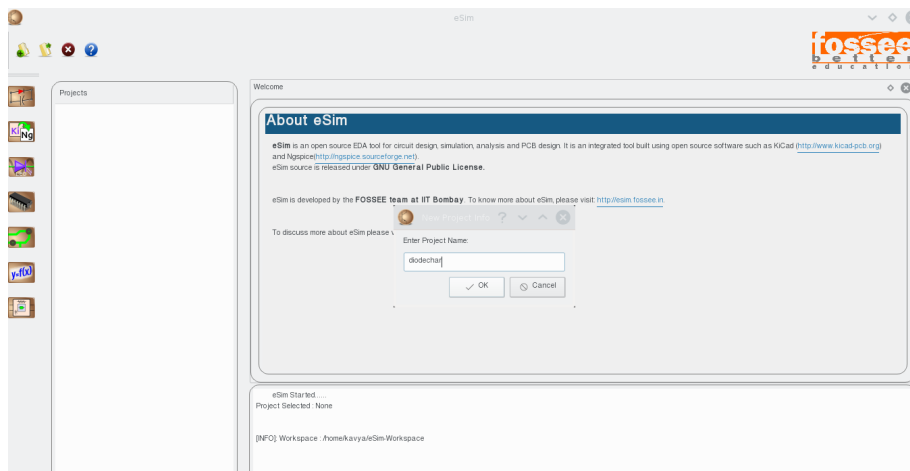 eSim
fossee
better
education
Projects
Welcome
Ki
Ng
y=f(x)
About eSim
eSim is an open source EDA tool for circuit design, simulation, analysis and PCB design. It is an integrated tool built using open source software such as KiCad (http://www.kicad-pcb.org)
and Ngspice(http://ngspice.sourceforge.net).
eSim source is released under GNU General Public License.
eSim is developed by the FOSSEE team at IIT Bombay. To know more about eSim, please visit: http://esim.fossee.in.
To discuss more about eSim please v
New Project Info
Enter Project Name:
diodechar
OK
Cancel
eSim Started......
Project Selected : None
[INFO]: Workspace : /home/kavya/eSim-Workspace